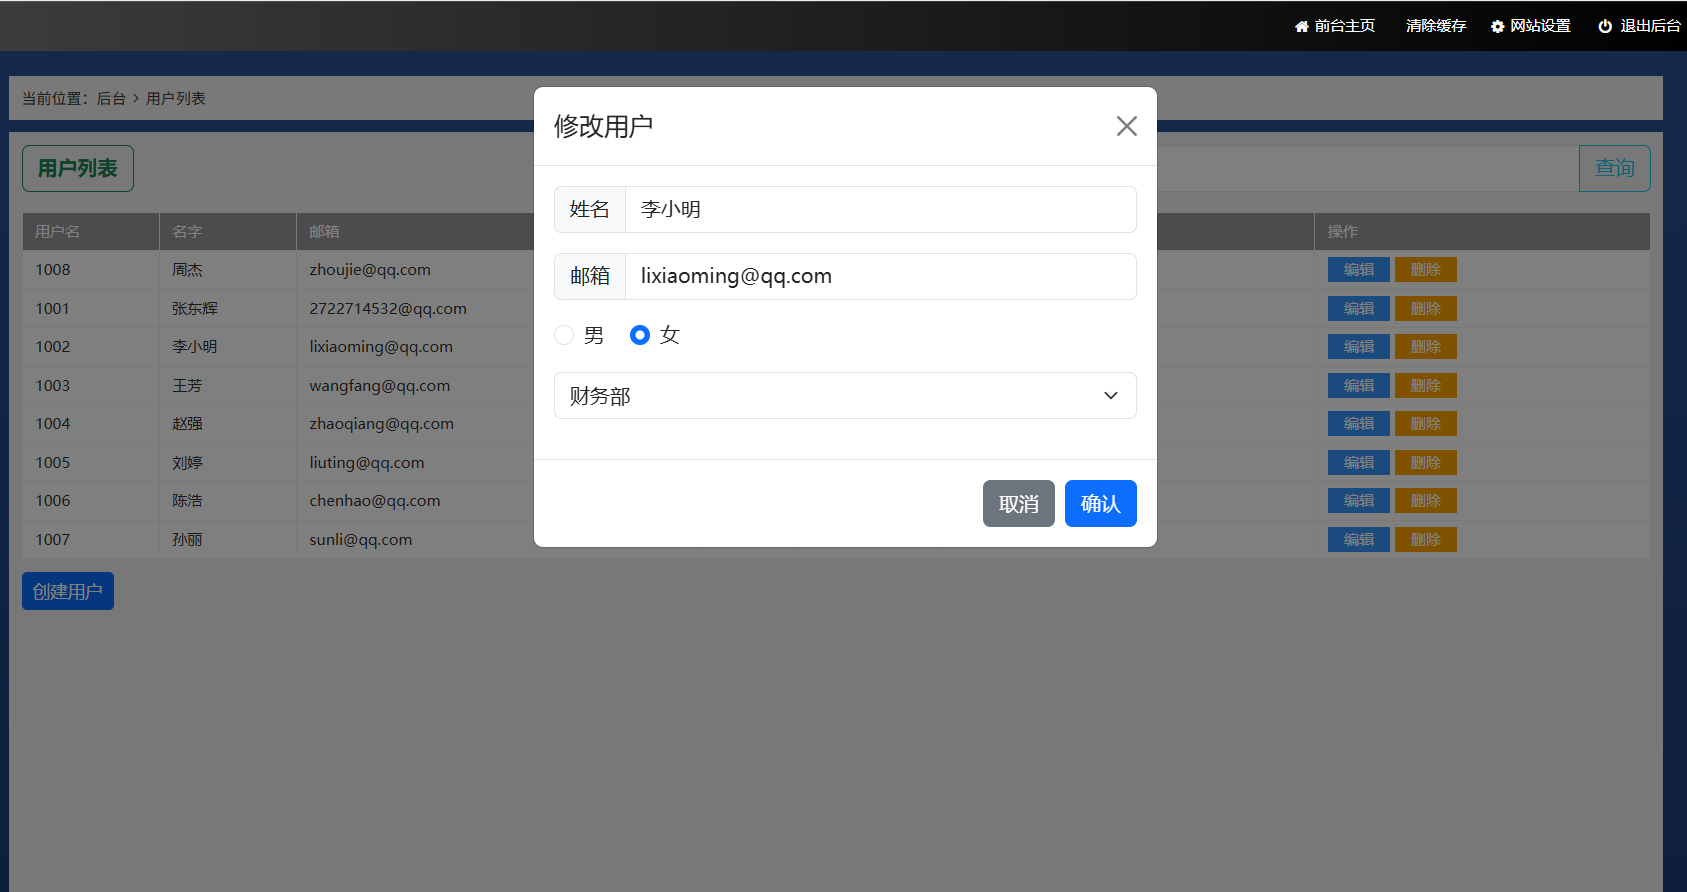 前台主页 清除缓存 网站设置 退出后台
当前位置：后台 > 用户列表
用户列表 查询
用户名 名字 邮箱 操作
1008 周杰 zhoujie@qq.com 编辑 删除
1001 张东辉 2722714532@qq.com 编辑 删除
1002 李小明 lixiaoming@qq.com 编辑 删除
1003 王芳 wangfang@qq.com 编辑 删除
1004 赵强 zhaoqiang@qq.com 编辑 删除
1005 刘婷 liuting@qq.com 编辑 删除
1006 陈浩 chenhao@qq.com 编辑 删除
1007 孙丽 sunli@qq.com 编辑 删除
创建用户
修改用户
姓名 李小明
邮箱 lixiaoming@qq.com
男 女
财务部
取消 确认